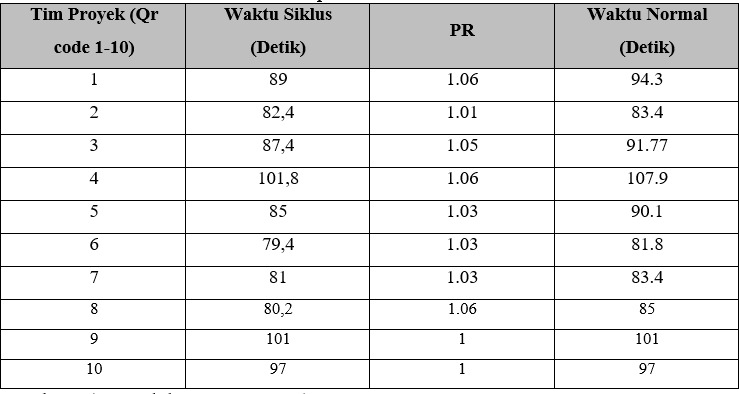 Tim Proyek (Qr code 1-10) Waktu Siklus (Detik) PR Waktu Normal (Detik)
1 89 1.06 94.3
2 82,4 1.01 83.4
3 87,4 1.05 91.77
4 101,8 1.06 107.9
5 85 1.03 90.1
6 79,4 1.03 81.8
7 81 1.03 83.4
8 80,2 1.06 85
9 101 1 101
10 97 1 97